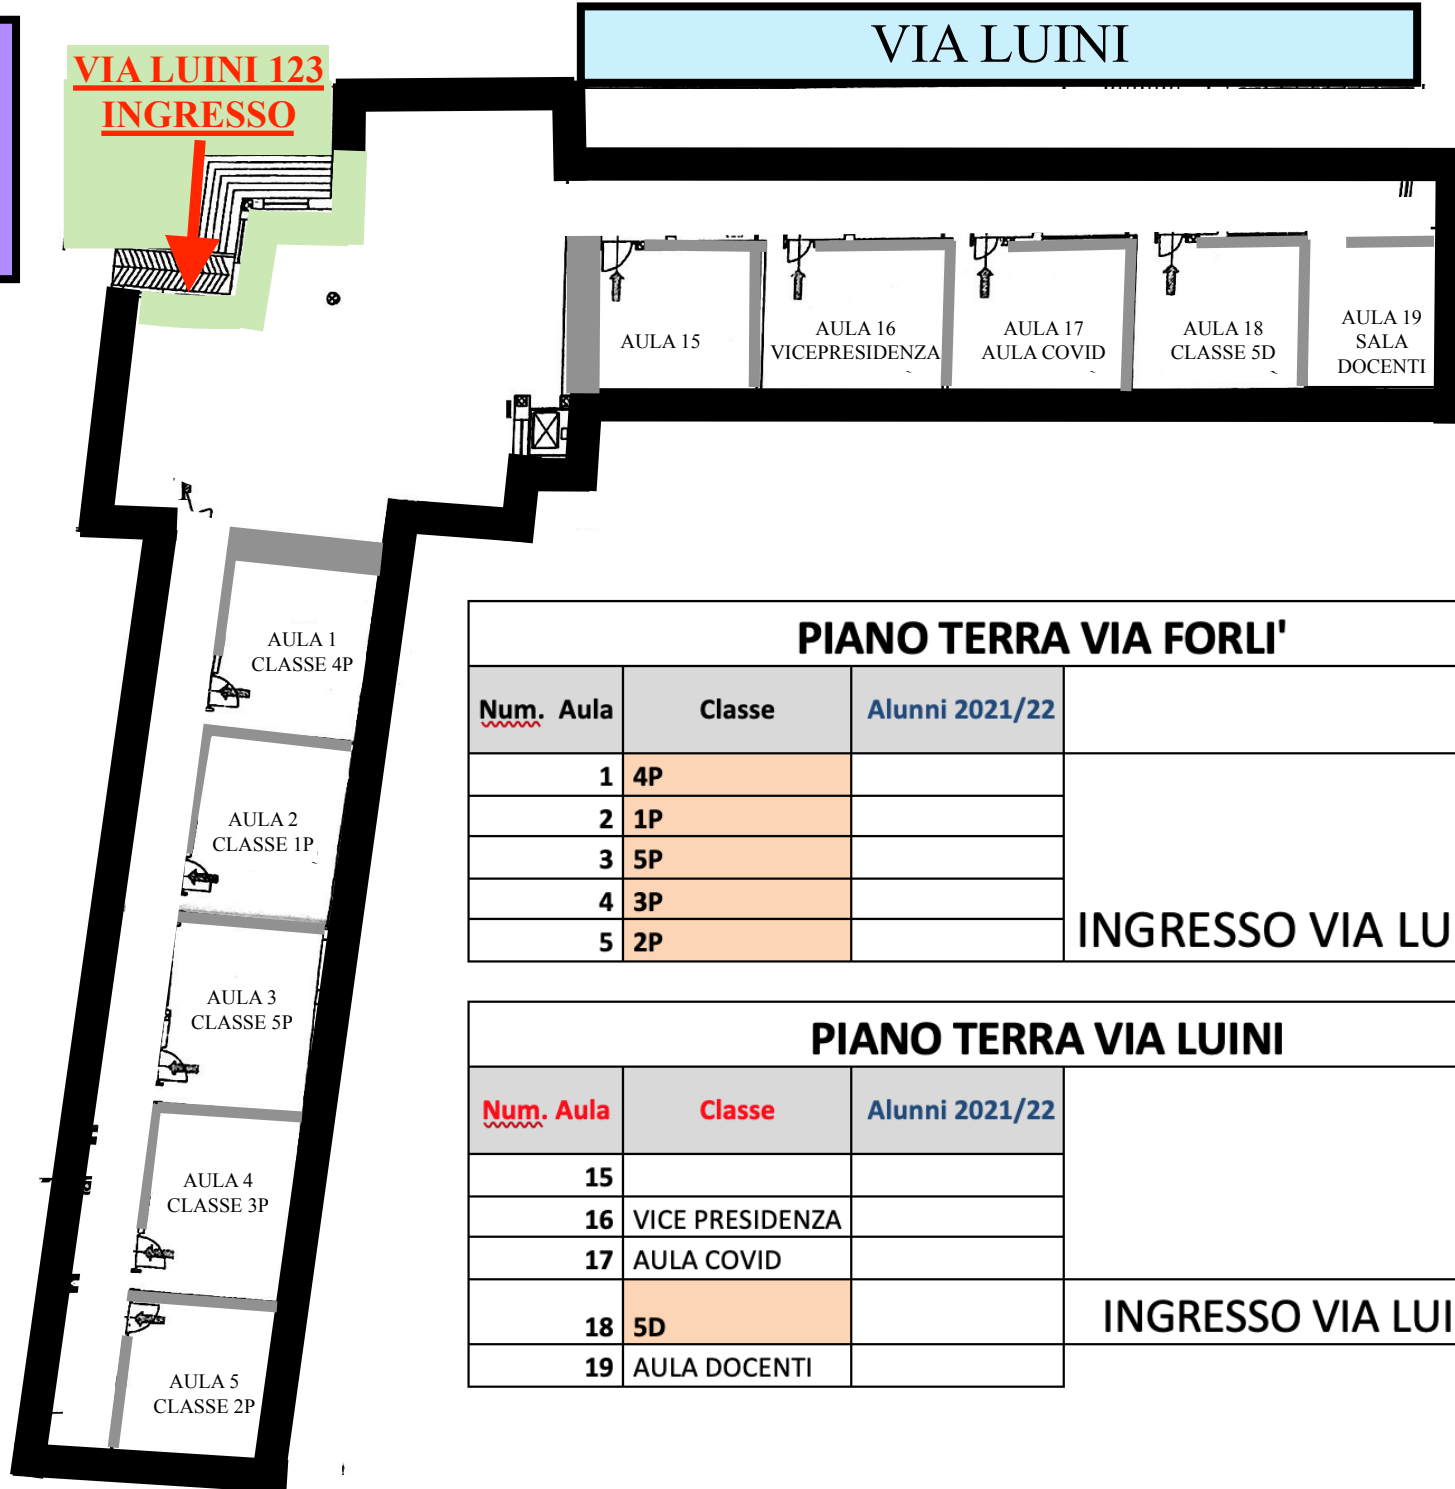 VIA LUINI
VIA LUINI 123
INGRESSO
AULA 15
AULA 16
VICEPRESIDENZA
AULA 17
AULA COVID
AULA 18
CLASSE 5D
AULA 19
SALA
DOCENTI
AULA 1
CLASSE 4P
AULA 2
CLASSE 1P
AULA 3
CLASSE 5P
AULA 4
CLASSE 3P
AULA 5
CLASSE 2P
PIANO TERRA VIA FORLI'
Num. Aula Classe Alunni 2021/22
1 4P
2 1P
3 5P
4 3P
5 2P
INGRESSO VIA LU
PIANO TERRA VIA LUINI
Num. Aula Classe Alunni 2021/22
15
16 VICE PRESIDENZA
17 AULA COVID
18 5D INGRESSO VIA LUI
19 AULA DOCENTI